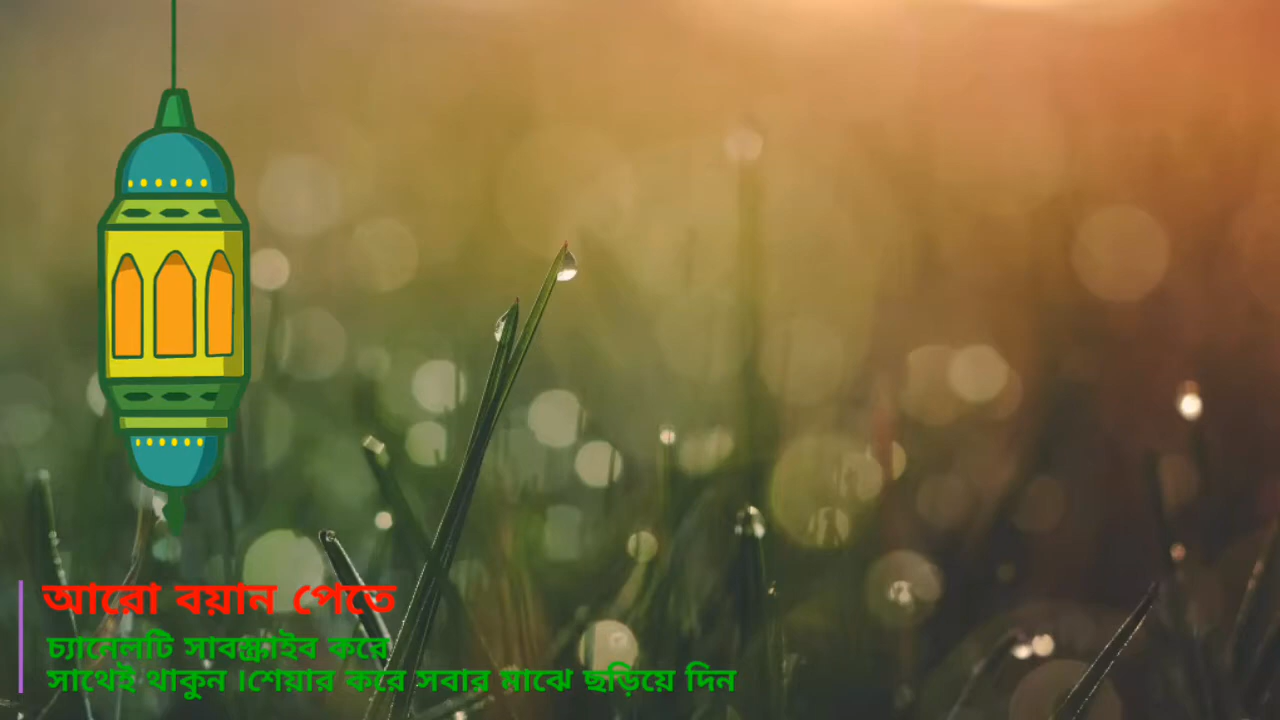 আরো বয়ান পেতে
চ্যানেলটি সাবস্ক্রাইব করে
সাথেই থাকুন ।শেয়ার করে সবার মাঝে ছড়িয়ে দিন